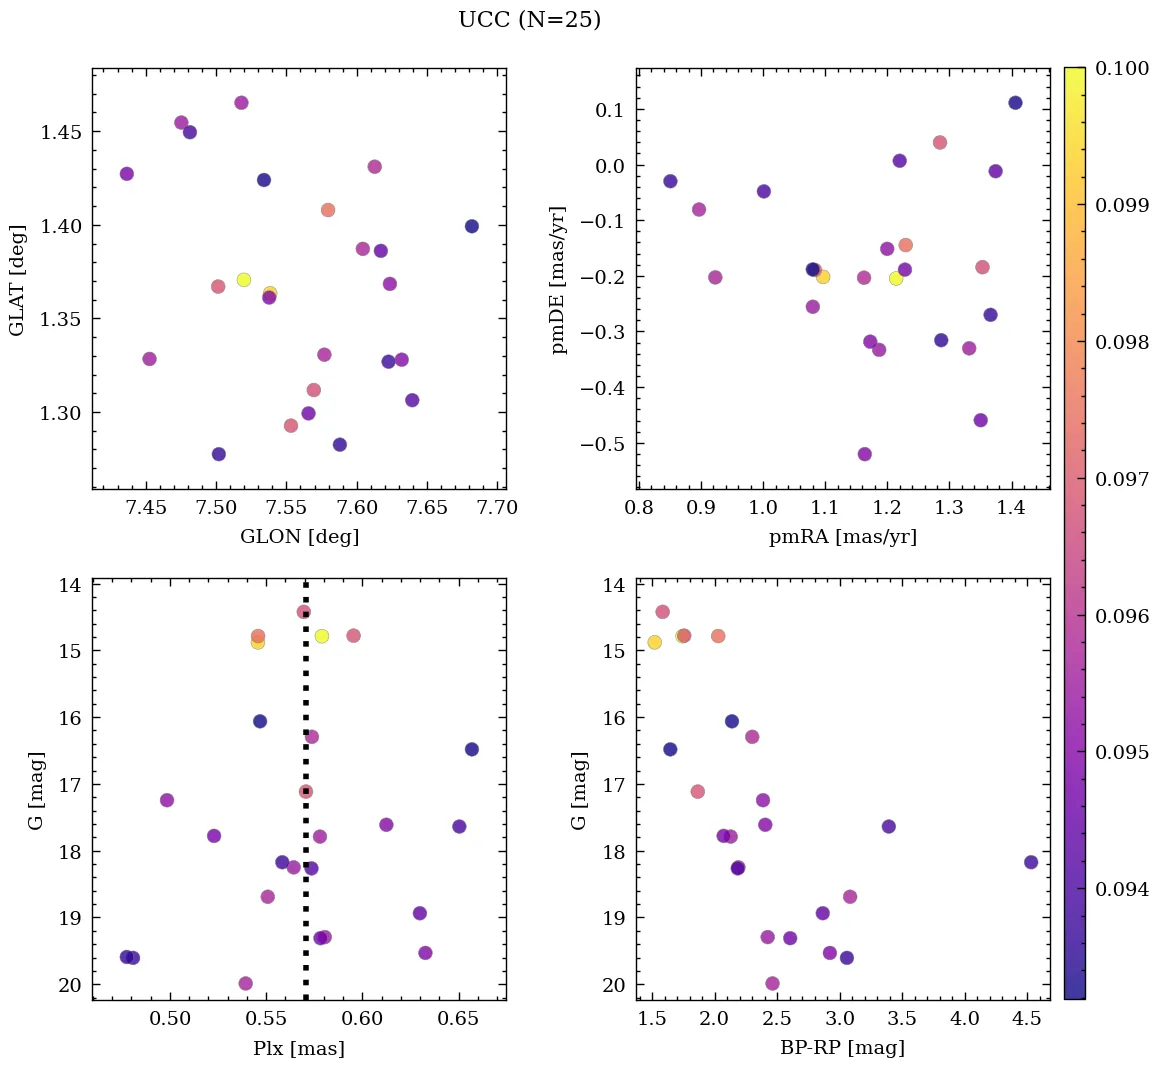 UCC (N=25)
1.45
1.40
1.35
1.30
GLAT [deg]
7.45 7.50 7.55 7.60 7.65 7.70
GLON [deg]
0.1
0.0
−0.1
−0.2
−0.3
−0.4
−0.5
pmDE [mas/yr]
0.8 0.9 1.0 1.1 1.2 1.3 1.4
pmRA [mas/yr]
14
15
16
17
18
19
20
G [mag]
0.50 0.55 0.60 0.65
Plx [mas]
14
15
16
17
18
19
20
G [mag]
1.5 2.0 2.5 3.0 3.5 4.0 4.5
BP-RP [mag]
0.100
0.099
0.098
0.097
0.096
0.095
0.094